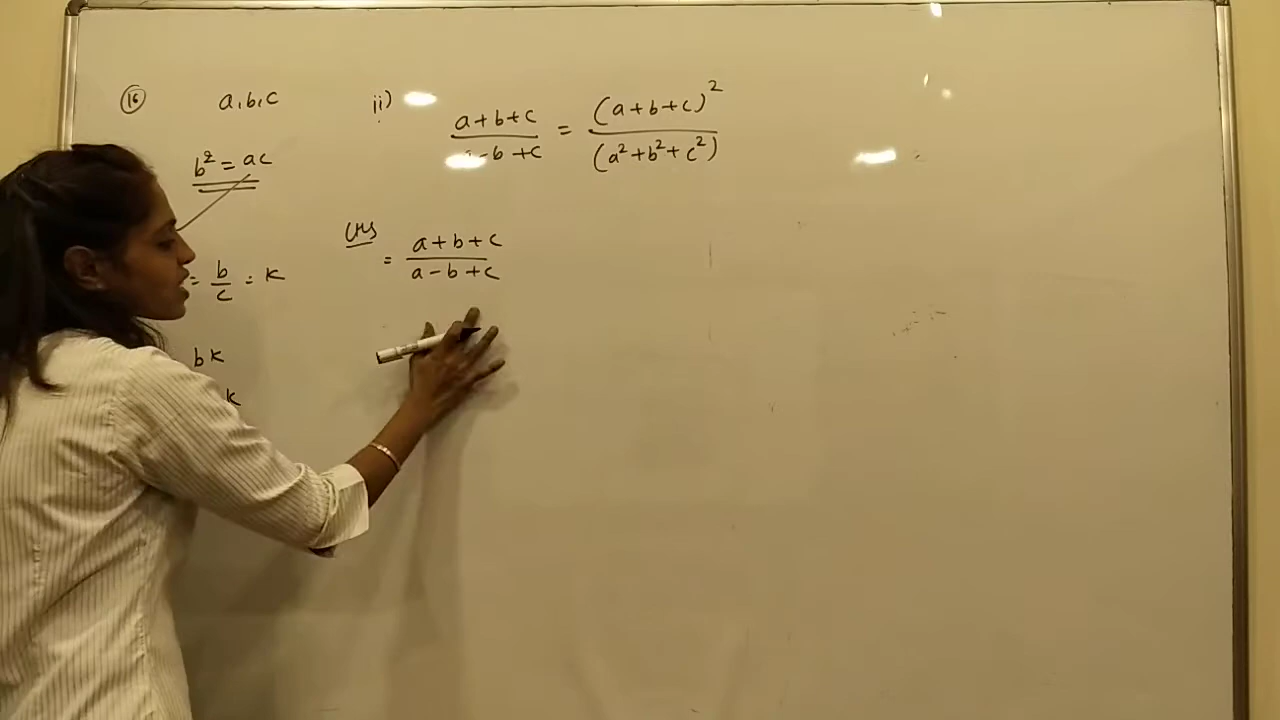 16 a,b,c ii) a+b+c / a-b+c = (a+b+c)² / (a²+b²+c²)
b² = ac
LHS = a+b+c / a-b+c
= b/c = k
bk
k